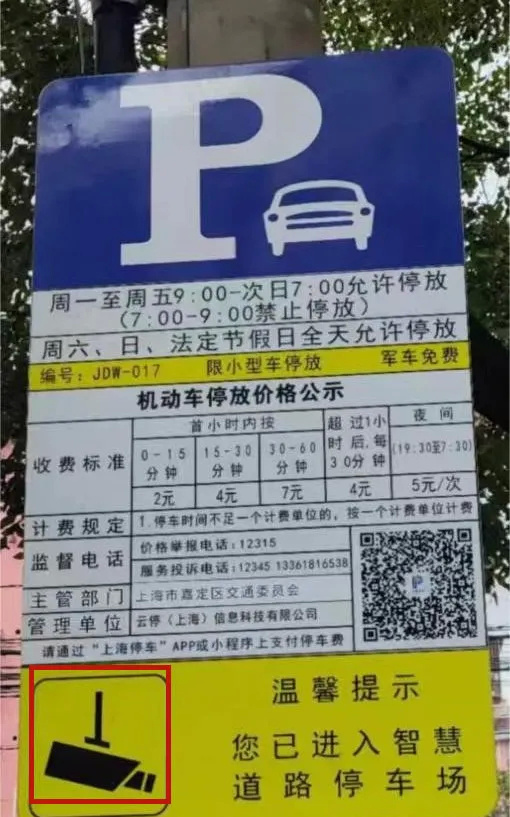 P
周一至周五9:00-次日7:00允许停放
(7:00-9:00禁止停放)
周六、日、法定节假日全天允许停放
编号: JDW-017 限小型车停放 军车免费
机动车停放价格公示
收费标准
首小时内按
0-15分钟
15-30分钟
30-60分钟
超过1小时后,每30分钟
夜间
(19:30至7:30)
2元 4元 7元 4元 5元/次
计费规定 1.停车时间不足一个计费单位的，按一个计费单位计费
监督电话
价格举报电话:12315
服务投诉电话:12345 13361816538
主管部门 上海市嘉定区交通委员会
管理单位 云停（上海）信息科技有限公司
请通过“上海停车”APP或小程序上支付停车费
温馨提示
您已进入智慧
道路停车场